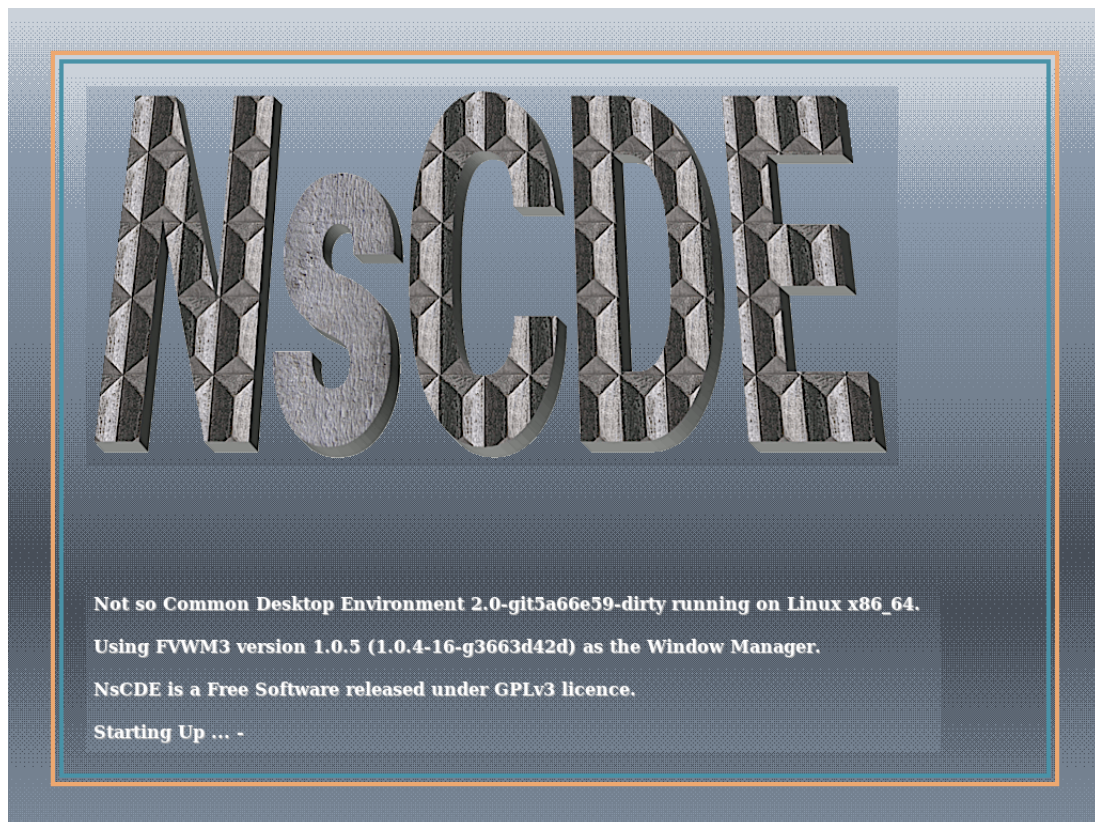 NsCDE
Not so Common Desktop Environment 2.0-git5a66e59-dirty running on Linux x86_64.
Using FVWM3 version 1.0.5 (1.0.4-16-g3663d42d) as the Window Manager.
NsCDE is a Free Software released under GPLv3 licence.
Starting Up ... -